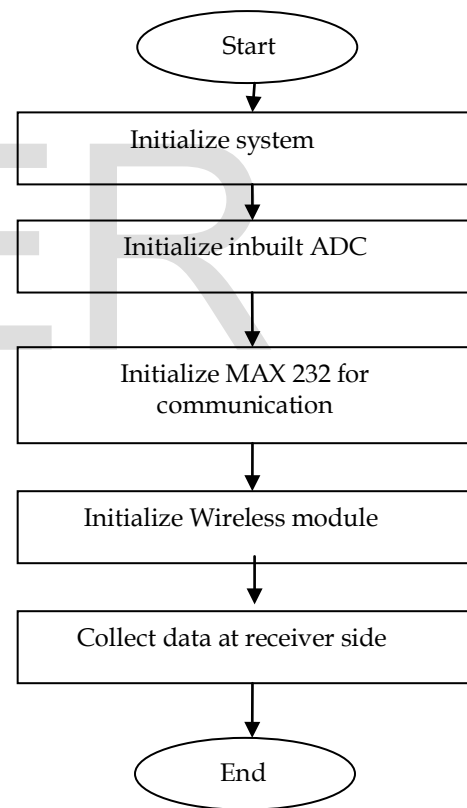 Start
Initialize system
Initialize inbuilt ADC
ER
Initialize MAX 232 for
communication
Initialize Wireless module
Collect data at receiver side
End